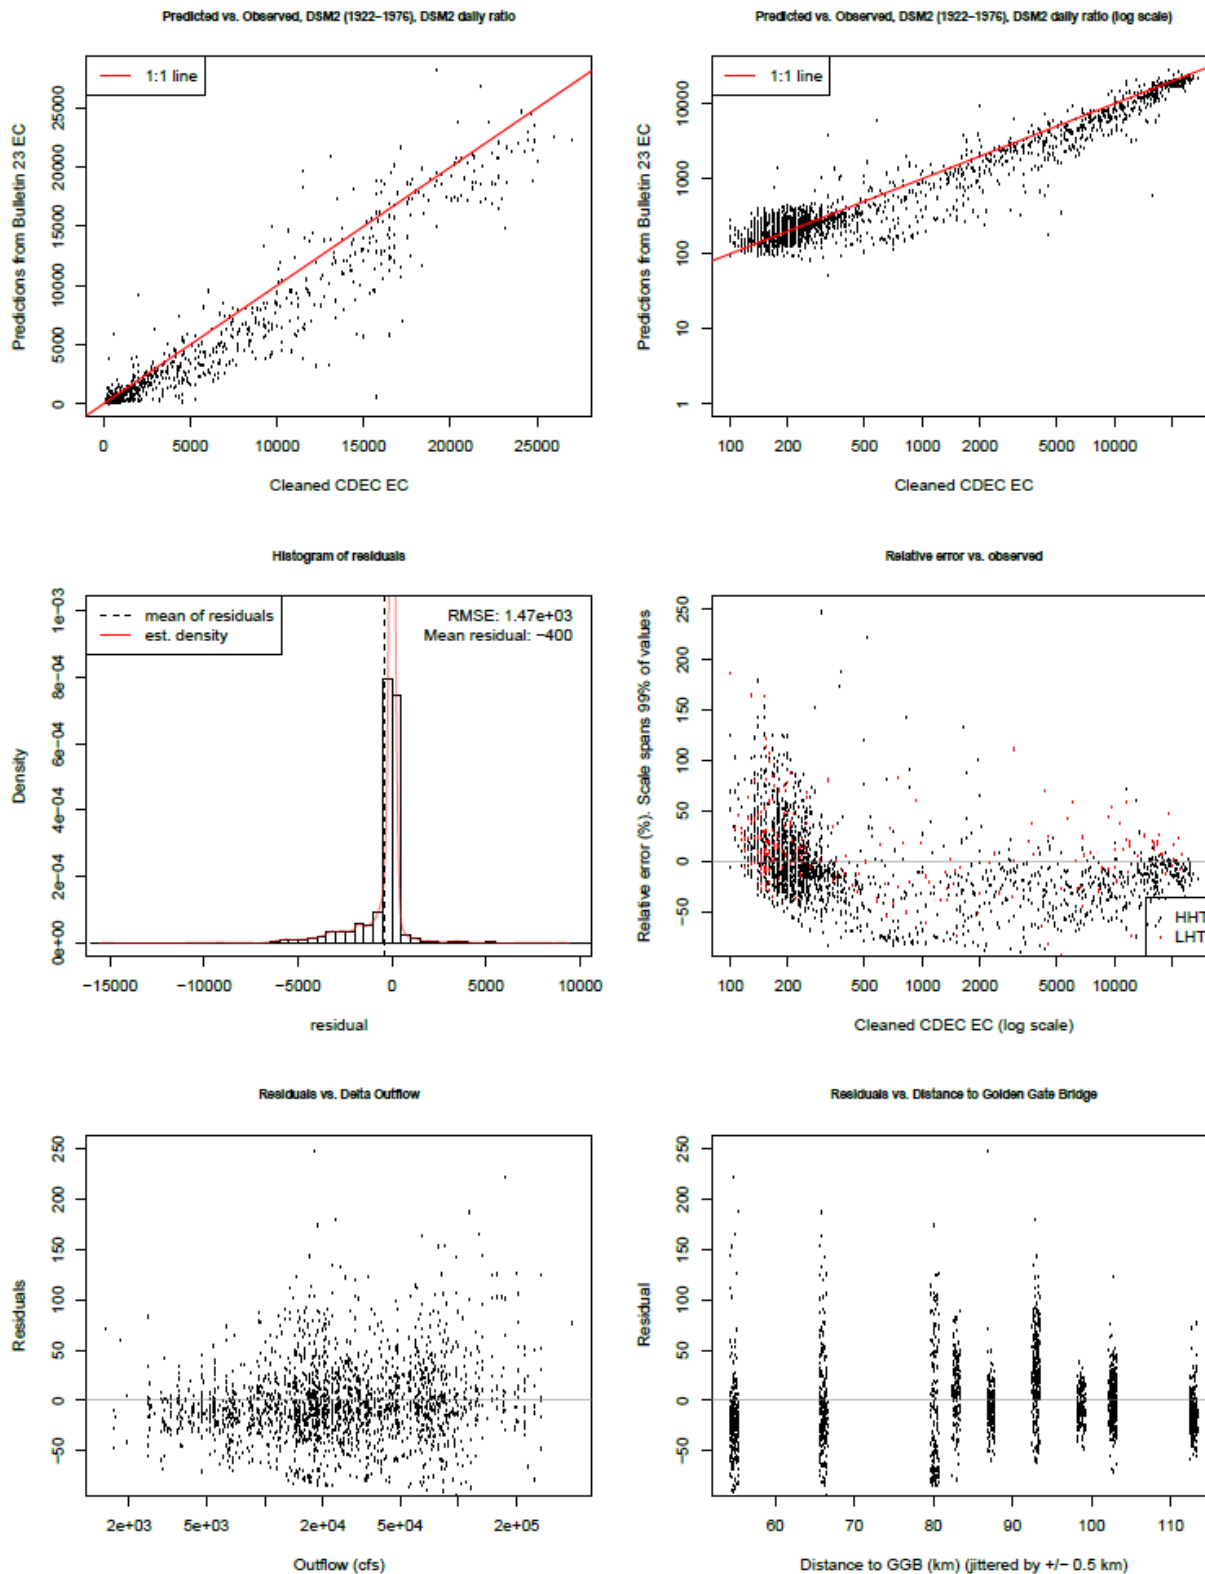 Predicted vs. Observed, DSM2 (1922–1976), DSM2 daily ratio
1:1 line
Predictions from Bulletin 23 EC
25000
20000
15000
10000
5000
0
0 5000 10000 15000 20000 25000
Cleaned CDEC EC
Predicted vs. Observed, DSM2 (1922–1976), DSM2 daily ratio (log scale)
1:1 line
Predictions from Bulletin 23 EC
10000
1000
100
10
1
100 200 500 1000 2000 5000 10000
Cleaned CDEC EC
Histogram of residuals
mean of residuals
est. density
RMSE: 1.47e+03
Mean residual: −400
Density
1e−03
8e−04
6e−04
4e−04
2e−04
0e+00
−15000 −10000 −5000 0 5000 10000
residual
Relative error vs. observed
Relative error (%). Scale spans 99% of values
250
200
150
100
50
0
−50
HHT
LHT
100 200 500 1000 2000 5000 10000
Cleaned CDEC EC (log scale)
Residuals vs. Delta Outflow
Residuals
250
200
150
100
50
0
−50
2e+03 5e+03 2e+04 5e+04 2e+05
Outflow (cfs)
Residuals vs. Distance to Golden Gate Bridge
Residual
250
200
150
100
50
0
−50
60 70 80 90 100 110
Distance to GGB (km) (jittered by +/− 0.5 km)